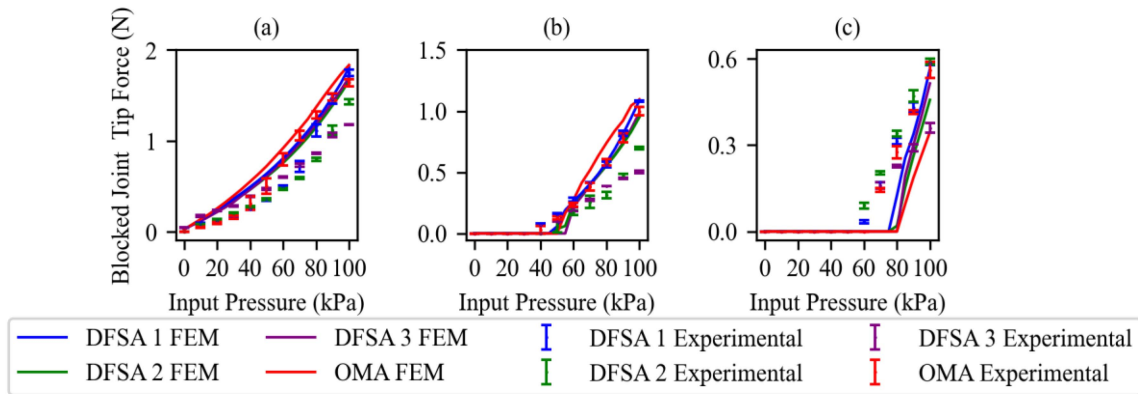 (a) (b) (c)
Blocked Joint Tip Force (N)
2
1
0
0 20 40 60 80 100
Input Pressure (kPa)
1.5
1.0
0.5
0.0
0 20 40 60 80 100
Input Pressure (kPa)
0.6
0.3
0.0
0 20 40 60 80 100
Input Pressure (kPa)
DFSA 1 FEM DFSA 3 FEM DFSA 1 Experimental DFSA 3 Experimental
DFSA 2 FEM OMA FEM DFSA 2 Experimental OMA Experimental